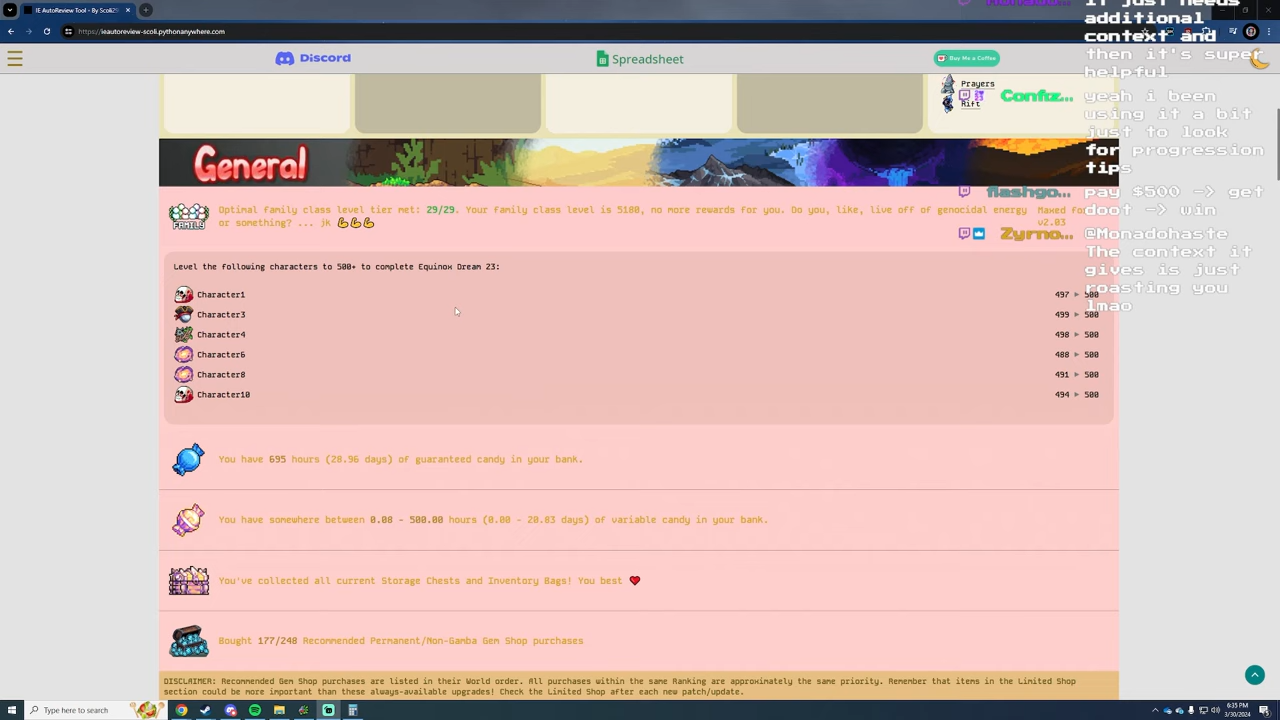 IE AutoReview Tool - By Scoli2
https://ieautoreview-scoli.pythonanywhere.com
Discord
Spreadsheet
Buy Me a Coffee
Prayers
Rift
General
Optimal family class level tier met: 29/29. Your family class level is 5180, no more rewards for you. Do you, like, live off of genocidal energy
or something? ... jk 💪💪💪
Maxed for
v2.03
Level the following characters to 500+ to complete Equinox Dream 23:
Character1 497 ▶ 500
Character3 499 ▶ 500
Character4 498 ▶ 500
Character6 488 ▶ 500
Character8 491 ▶ 500
Character10 494 ▶ 500
You have 695 hours (28.96 days) of guaranteed candy in your bank.
You have somewhere between 0.08 - 500.00 hours (0.00 - 20.83 days) of variable candy in your bank.
You've collected all current Storage Chests and Inventory Bags! You best ❤
Bought 177/248 Recommended Permanent/Non-Gamba Gem Shop purchases
DISCLAIMER: Recommended Gem Shop purchases are listed in their World order. All purchases within the same Ranking are approximately the same priority. Remember that items in the Limited Shop
section could be more important than these always-available upgrades! Check the Limited Shop after each new patch/update.
it just needs
additional
context and
then it's super
helpful
Confiz...
yeah i been
using it a bit
just to look
for progression
tips
flashgo...
pay $500 -> get
doot -> win
Zyrno...
@Monadohaste
The context it
gives is just
roasting you
lmao
FAMILY
Type here to search
6:35 PM
3/30/2024